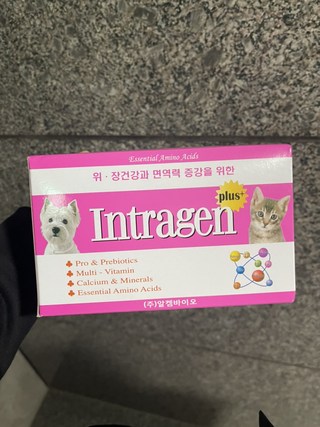 Essential Amino Acids
위 · 장건강과 면역력 증강을 위한
Intragen
plus+
Pro & Prebiotics
Multi - Vitamin
Calcium & Minerals
Essential Amino Acids
(주)알켐바이오